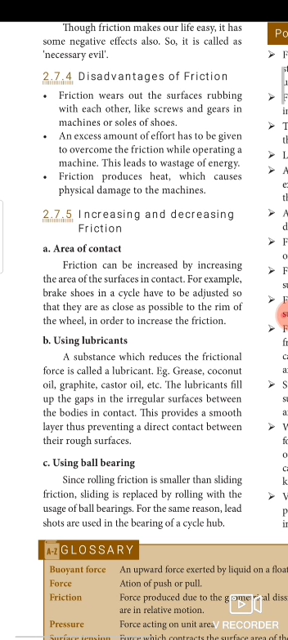 Though friction makes our life easy, it has
some negative effects also. So, it is called as
'necessary evil'.
2.7.4 Disadvantages of Friction
• Friction wears out the surfaces rubbing
with each other, like screws and gears in
machines or soles of shoes.
• An excess amount of effort has to be given
to overcome the friction while operating a
machine. This leads to wastage of energy.
• Friction produces heat, which causes
physical damage to the machines.
2.7.5 Increasing and decreasing
Friction
a. Area of contact
Friction can be increased by increasing
the area of the surfaces in contact. For example,
brake shoes in a cycle have to be adjusted so
that they are as close as possible to the rim of
the wheel, in order to increase the friction.
b. Using lubricants
A substance which reduces the frictional
force is called a lubricant. Eg. Grease, coconut
oil, graphite, castor oil, etc. The lubricants fill
up the gaps in the irregular surfaces between
the bodies in contact. This provides a smooth
layer thus preventing a direct contact between
their rough surfaces.
c. Using ball bearing
Since rolling friction is smaller than sliding
friction, sliding is replaced by rolling with the
usage of ball bearings. For the same reason, lead
shots are used in the bearing of a cycle hub.
A-Z GLOSSARY
Buoyant force An upward force exerted by liquid on a
Force Ation of push or pull.
Friction Force produced due to the
are in relative motion.
Pressure Force acting on unit area
Surface tension Force which contracts the surface area of
RECORDER